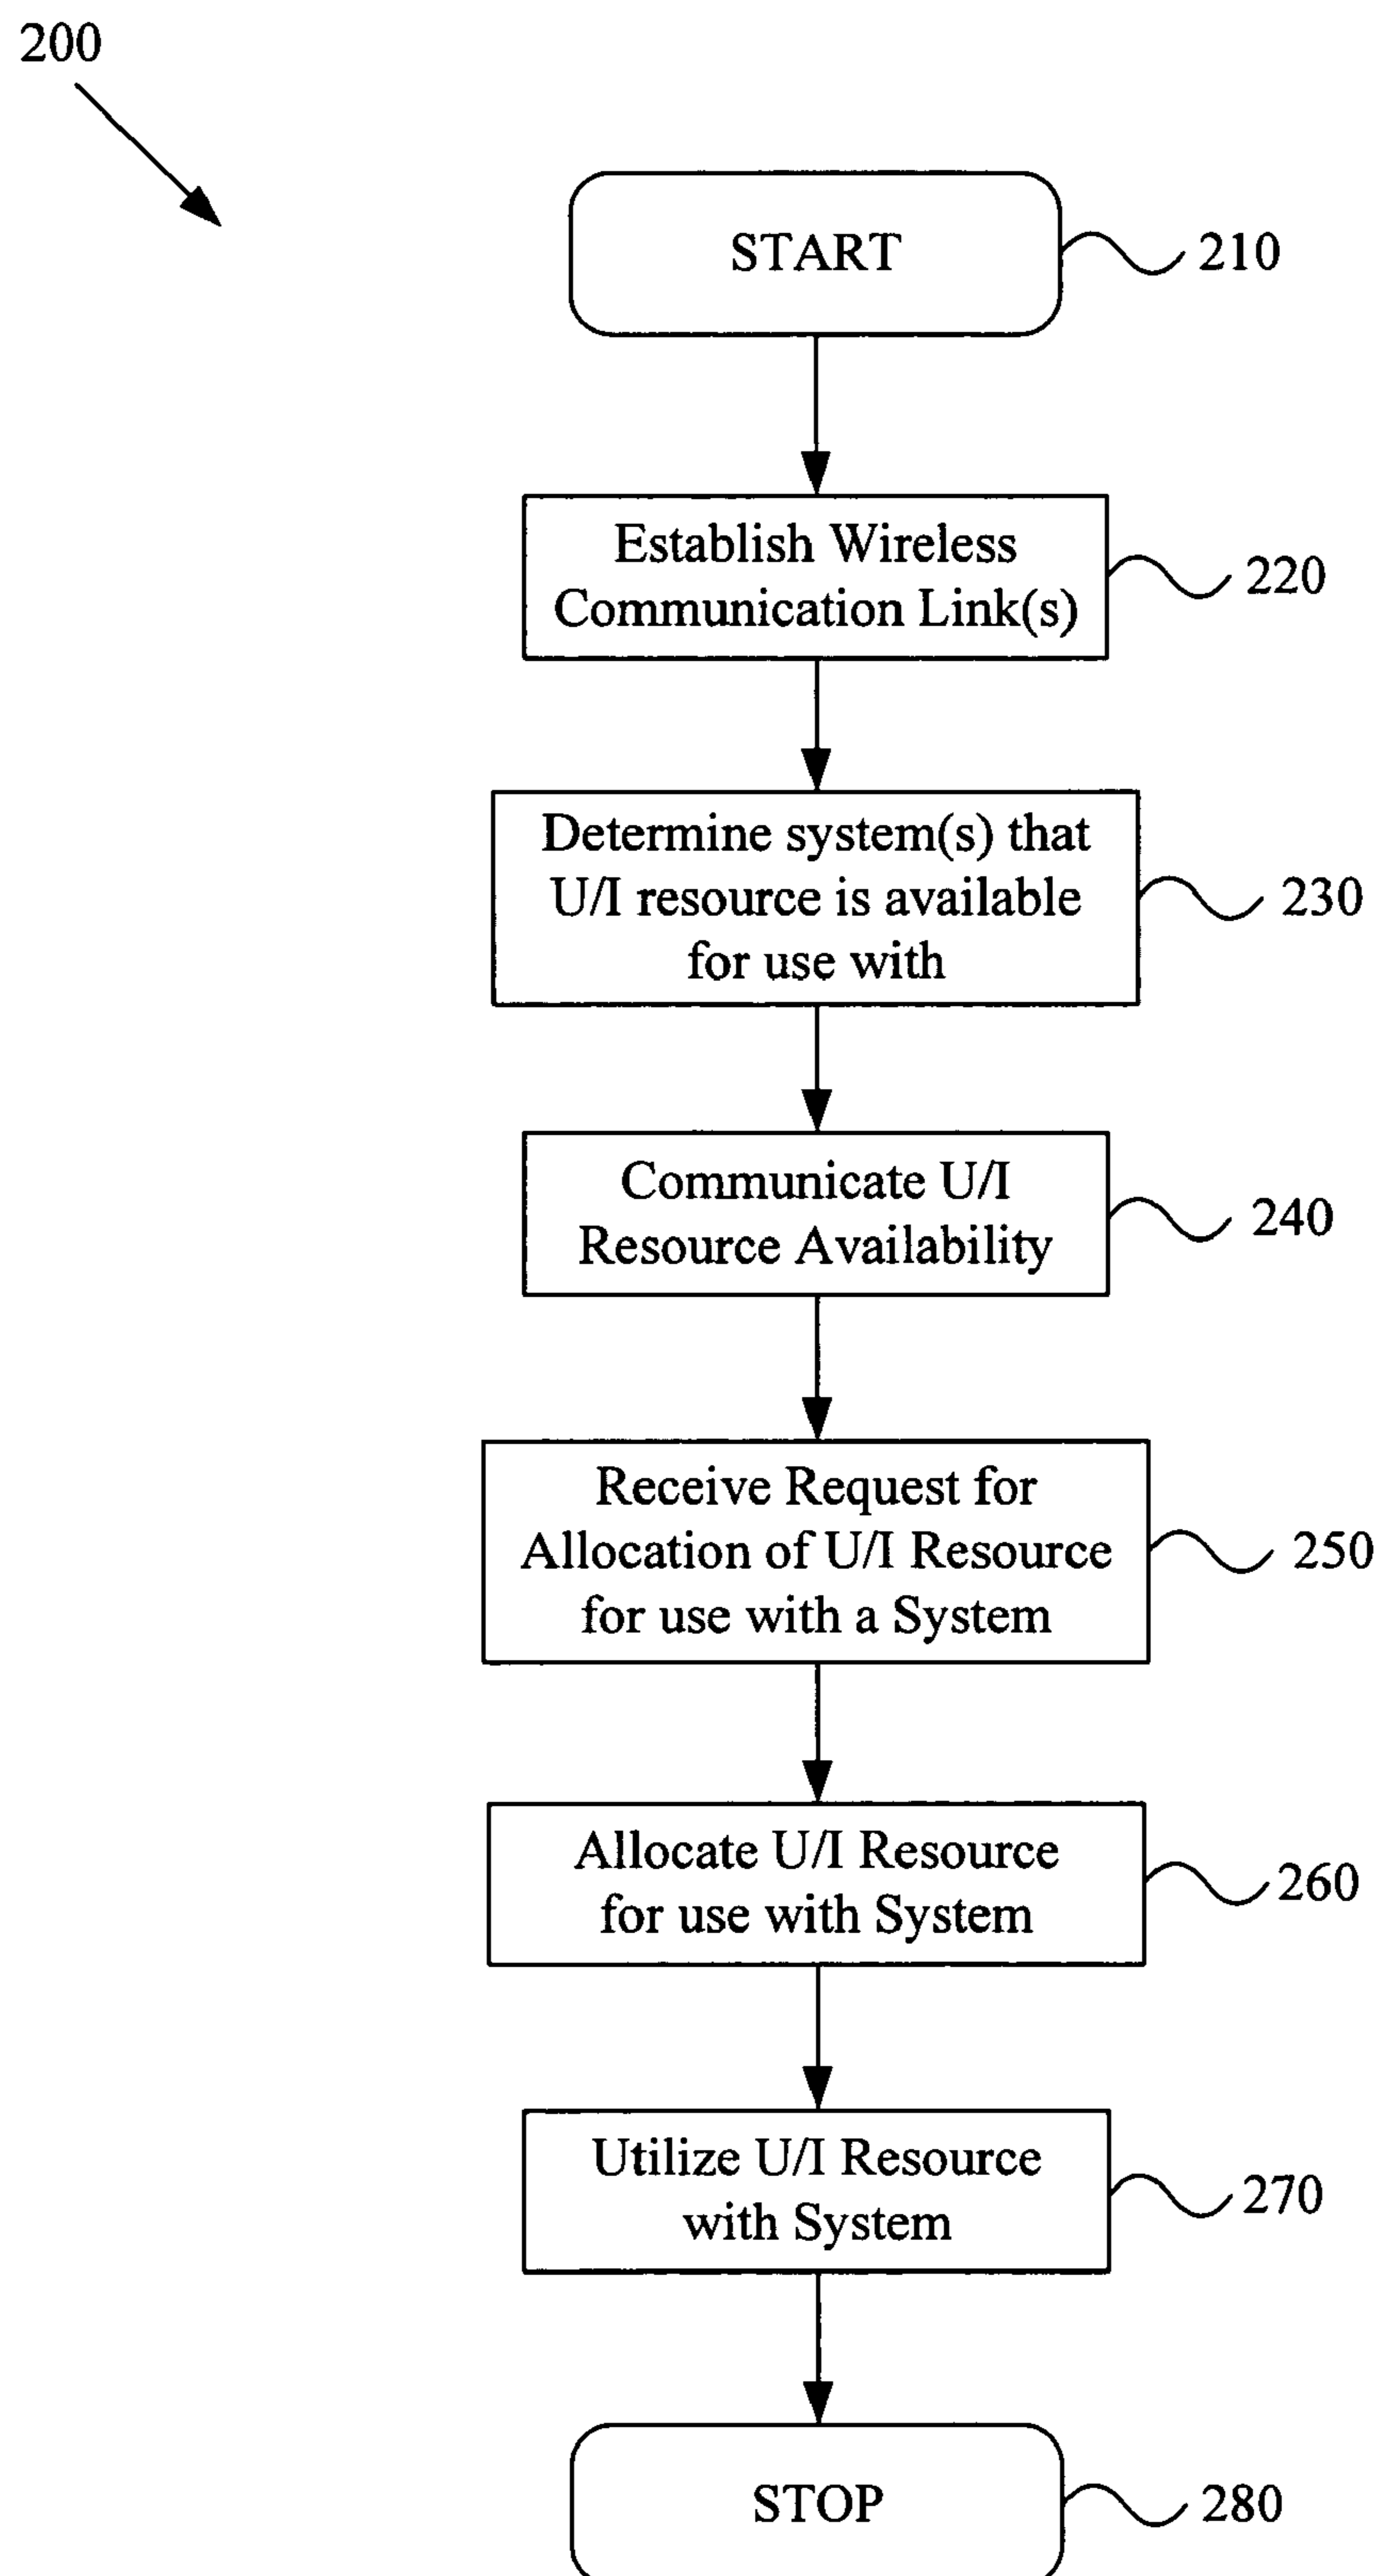 200
START
210
Establish Wireless
Communication Link(s)
220
Determine system(s) that
U/I resource is available
for use with
230
Communicate U/I
Resource Availability
240
Receive Request for
Allocation of U/I Resource
for use with a System
250
Allocate U/I Resource
for use with System
260
Utilize U/I Resource
with System
270
STOP
280